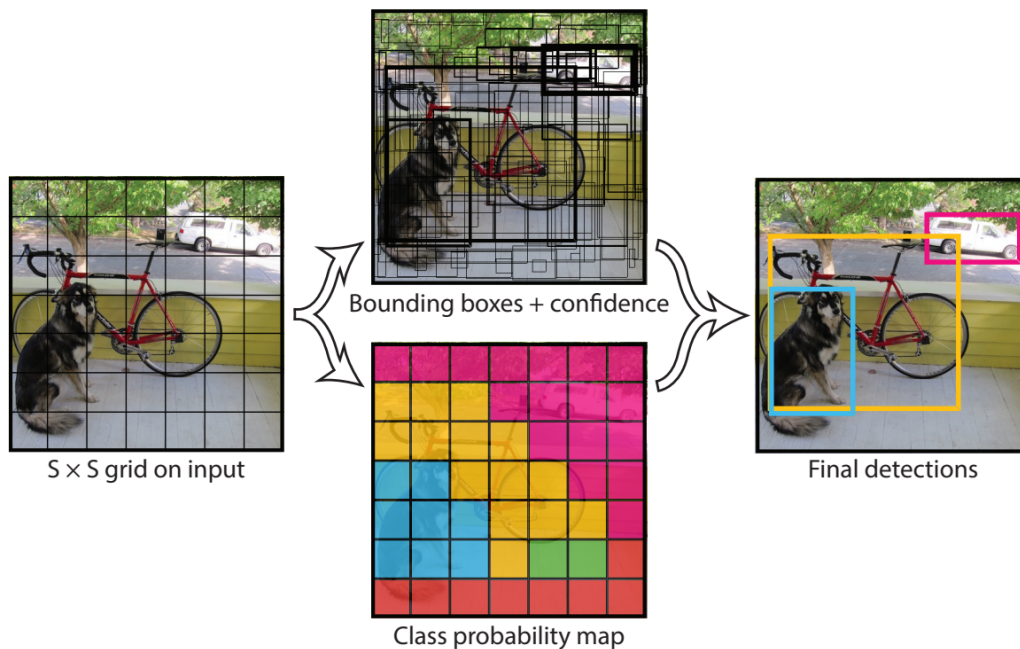 Bounding boxes + confidence
S × S grid on input
Final detections
Class probability map